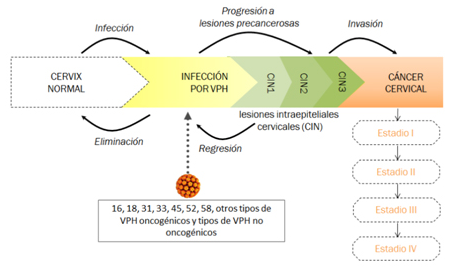 Infección
Progresión a
lesiones precancerosas
Invasión
CERVIX
NORMAL
INFECCIÓN
POR VPH
CIN1
CIN2
CIN3
CÁNCER
CERVICAL
Eliminación
Regresión
lesiones intraepiteliales
cervicales (CIN)
Estadio I
Estadio II
Estadio III
Estadio IV
16, 18, 31, 33, 45, 52, 58, otros tipos de
VPH oncogénicos y tipos de VPH no
oncogénicos